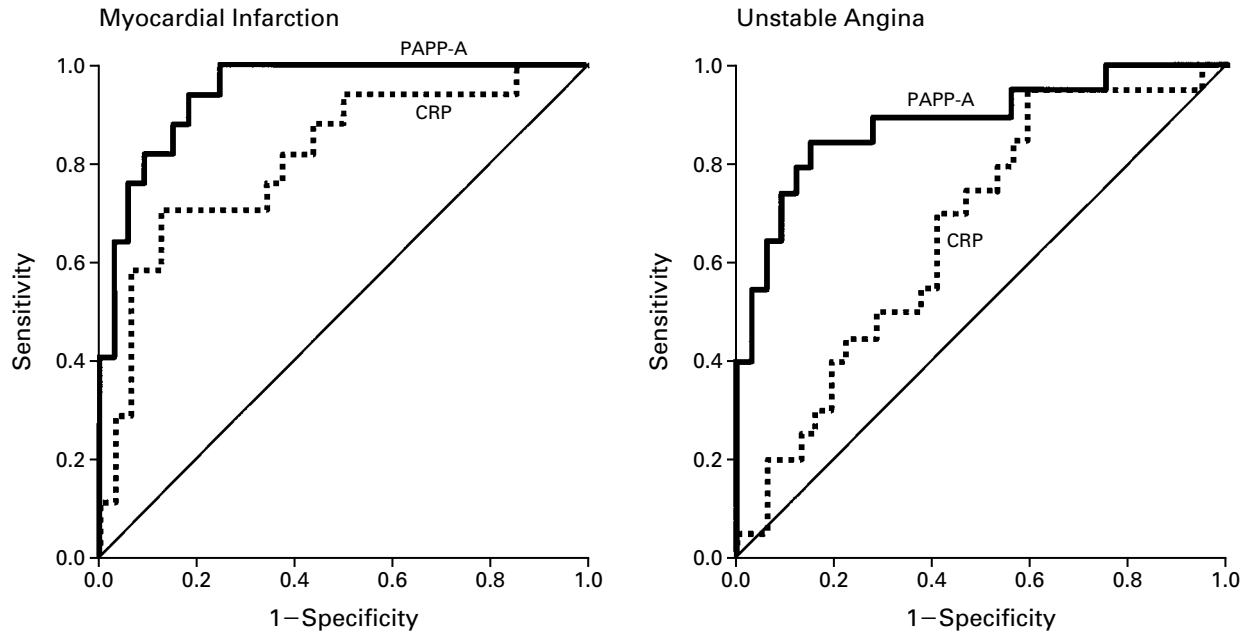 Myocardial Infarction
PAPP-A
1.0
CRP
0.8
0.6
0.4
0.2
0.0
Sensitivity
0.0 0.2 0.4 0.6 0.8 1.0
1−Specificity
Unstable Angina
1.0
PAPP-A
0.8
0.6
CRP
0.4
0.2
0.0
Sensitivity
0.0 0.2 0.4 0.6 0.8 1.0
1−Specificity